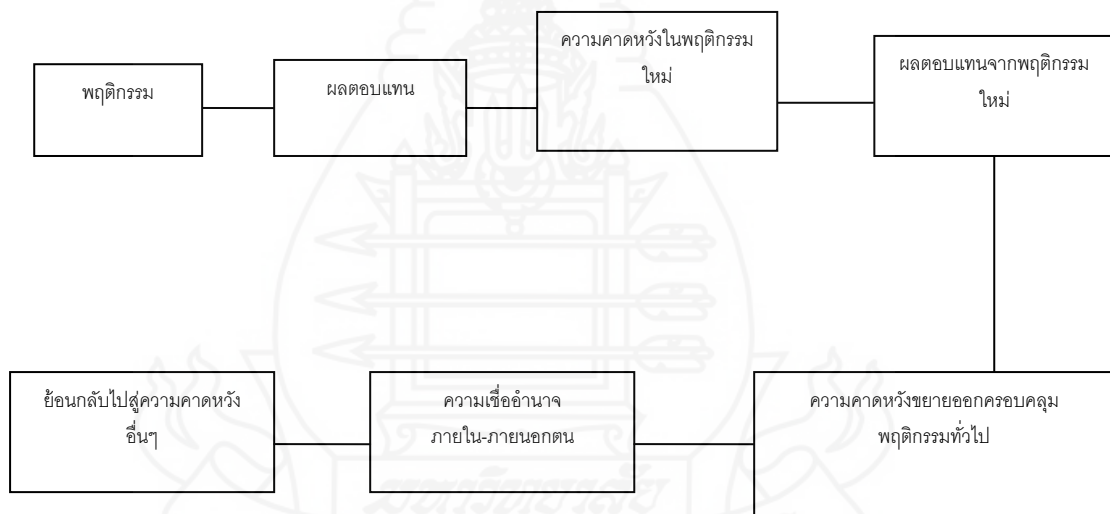 พฤติกรรม
ผลตอบแทน
ความคาดหวังในพฤติกรรม
ใหม่
ผลตอบแทนจากพฤติกรรม
ใหม่
ย้อนกลับไปสู่ความคาดหวัง
อื่นๆ
ความเชื่ออำนาจ
ภายใน-ภายนอกตน
ความคาดหวังขยายออกครอบคลุม
พฤติกรรมทั่วไป